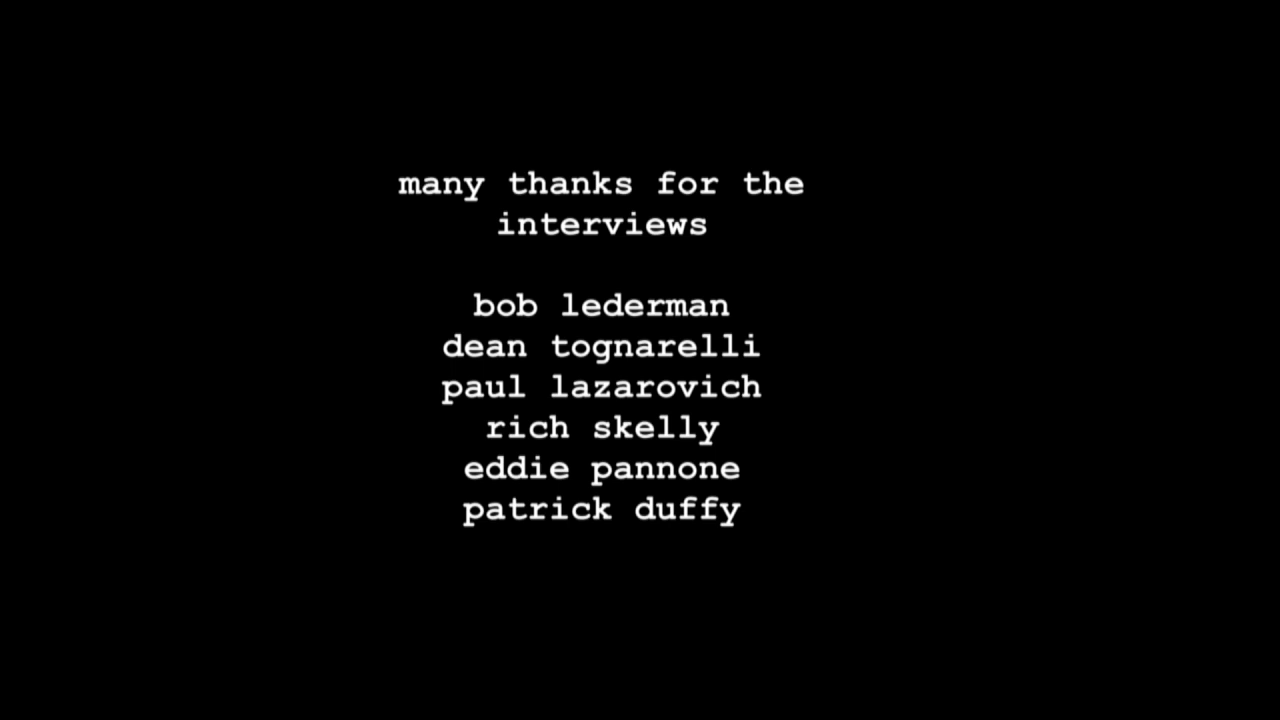 many thanks for the
interviews
bob lederman
dean tognarelli
paul lazarovich
rich skelly
eddie pannone
patrick duffy